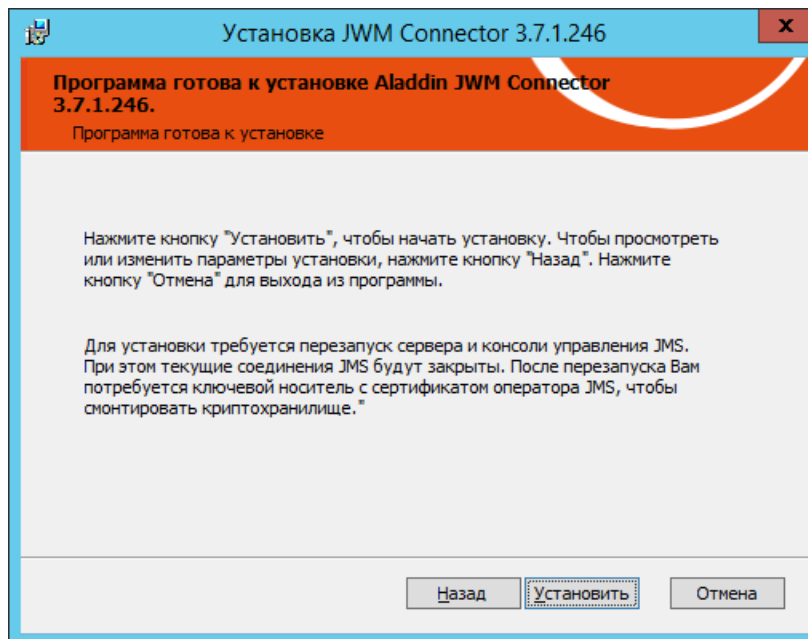 Установка JWM Connector 3.7.1.246
x
Программа готова к установке Aladdin JWM Connector
3.7.1.246.
Программа готова к установке
Нажмите кнопку "Установить", чтобы начать установку. Чтобы просмотреть
или изменить параметры установки, нажмите кнопку "Назад". Нажмите
кнопку "Отмена" для выхода из программы.
Для установки требуется перезапуск сервера и консоли управления JMS.
При этом текущие соединения JMS будут закрыты. После перезапуска Вам
потребуется ключевой носитель с сертификатом оператора JMS, чтобы
смонтировать криптохранилище."
Назад Установить Отмена